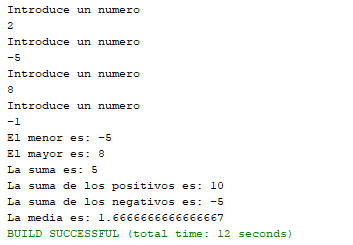 Introduce un numero
2
Introduce un numero
-5
Introduce un numero
8
Introduce un numero
-1
El menor es: -5
El mayor es: 8
La suma es: 5
La suma de los positivos es: 10
La suma de los negativos es: -5
La media es: 1.6666666666666667
BUILD SUCCESSFUL (total time: 12 seconds)